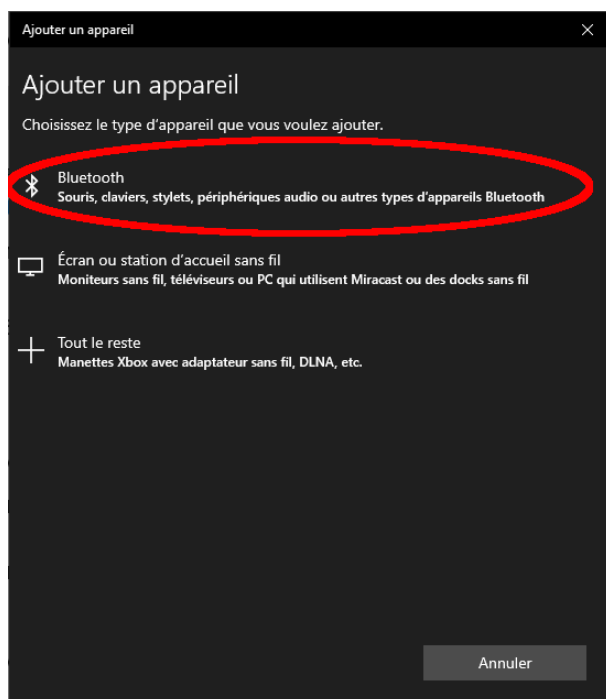 Ajouter un appareil
Ajouter un appareil
Choisissez le type d'appareil que vous voulez ajouter.
Bluetooth
Souris, claviers, stylets, périphériques audio ou autres types d'appareils Bluetooth
Écran ou station d'accueil sans fil
Moniteurs sans fil, téléviseurs ou PC qui utilisent Miracast ou des docks sans fil
Tout le reste
Manettes Xbox avec adaptateur sans fil, DLNA, etc.
Annuler